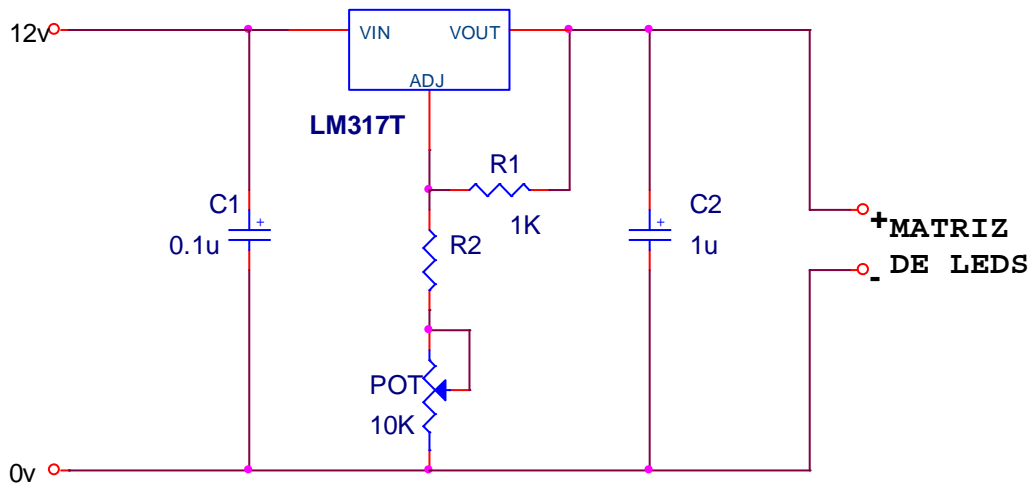 12v
VIN
VOUT
ADJ
LM317T
R1
1K
C1
0.1u
R2
C2
1u
+MATRIZ
DE LEDS
-
POT
10K
0v